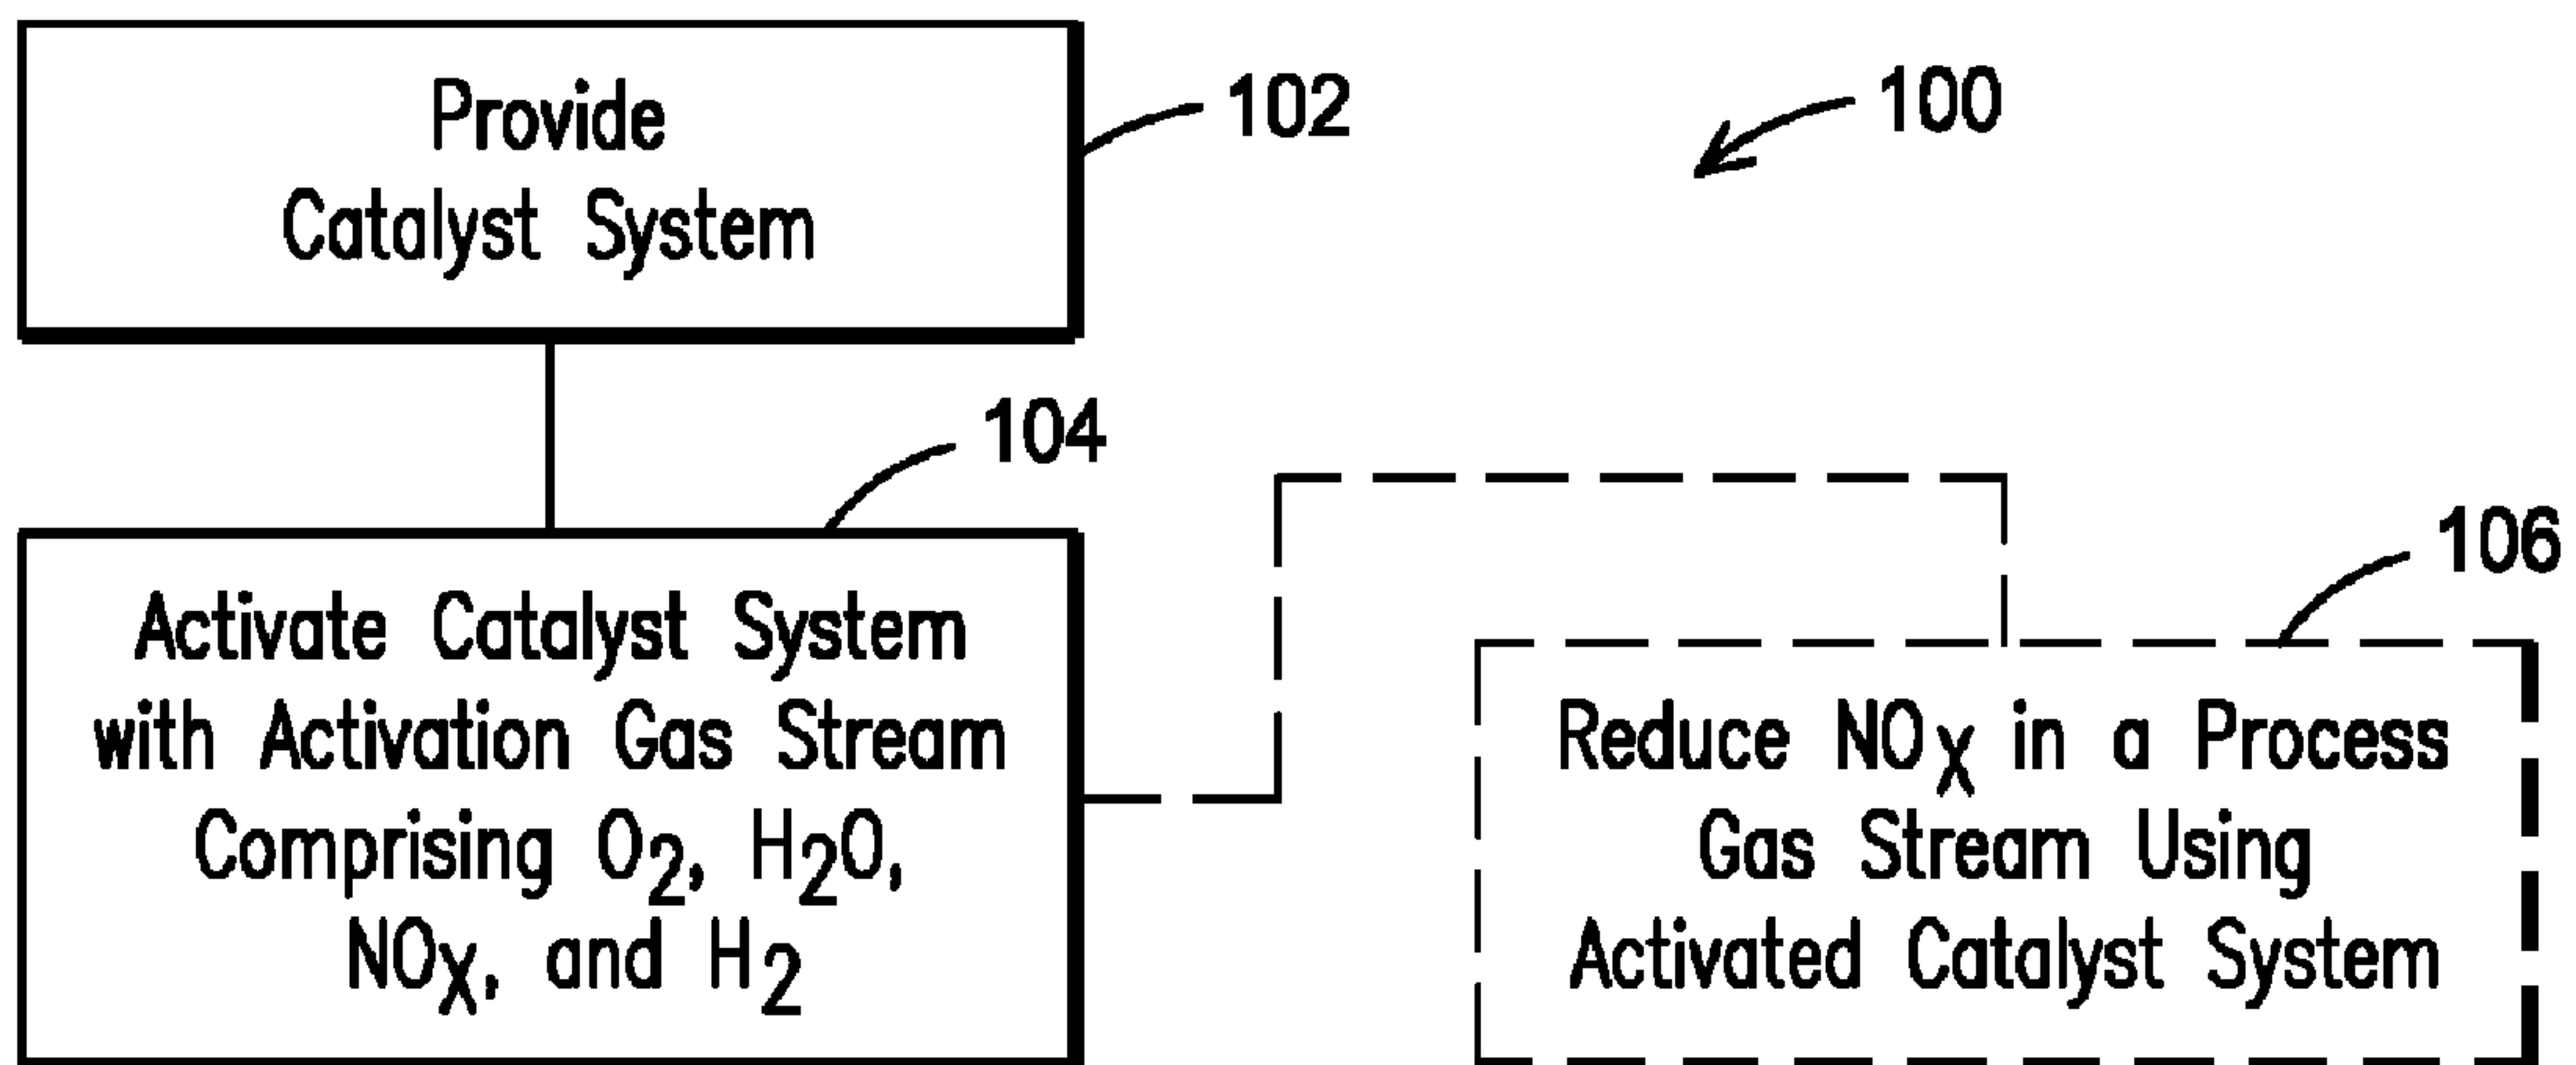 Provide
Catalyst System
102
100
104
Activate Catalyst System
with Activation Gas Stream
Comprising O₂, H₂O,
NOX, and H₂
106
Reduce NOX in a Process
Gas Stream Using
Activated Catalyst System